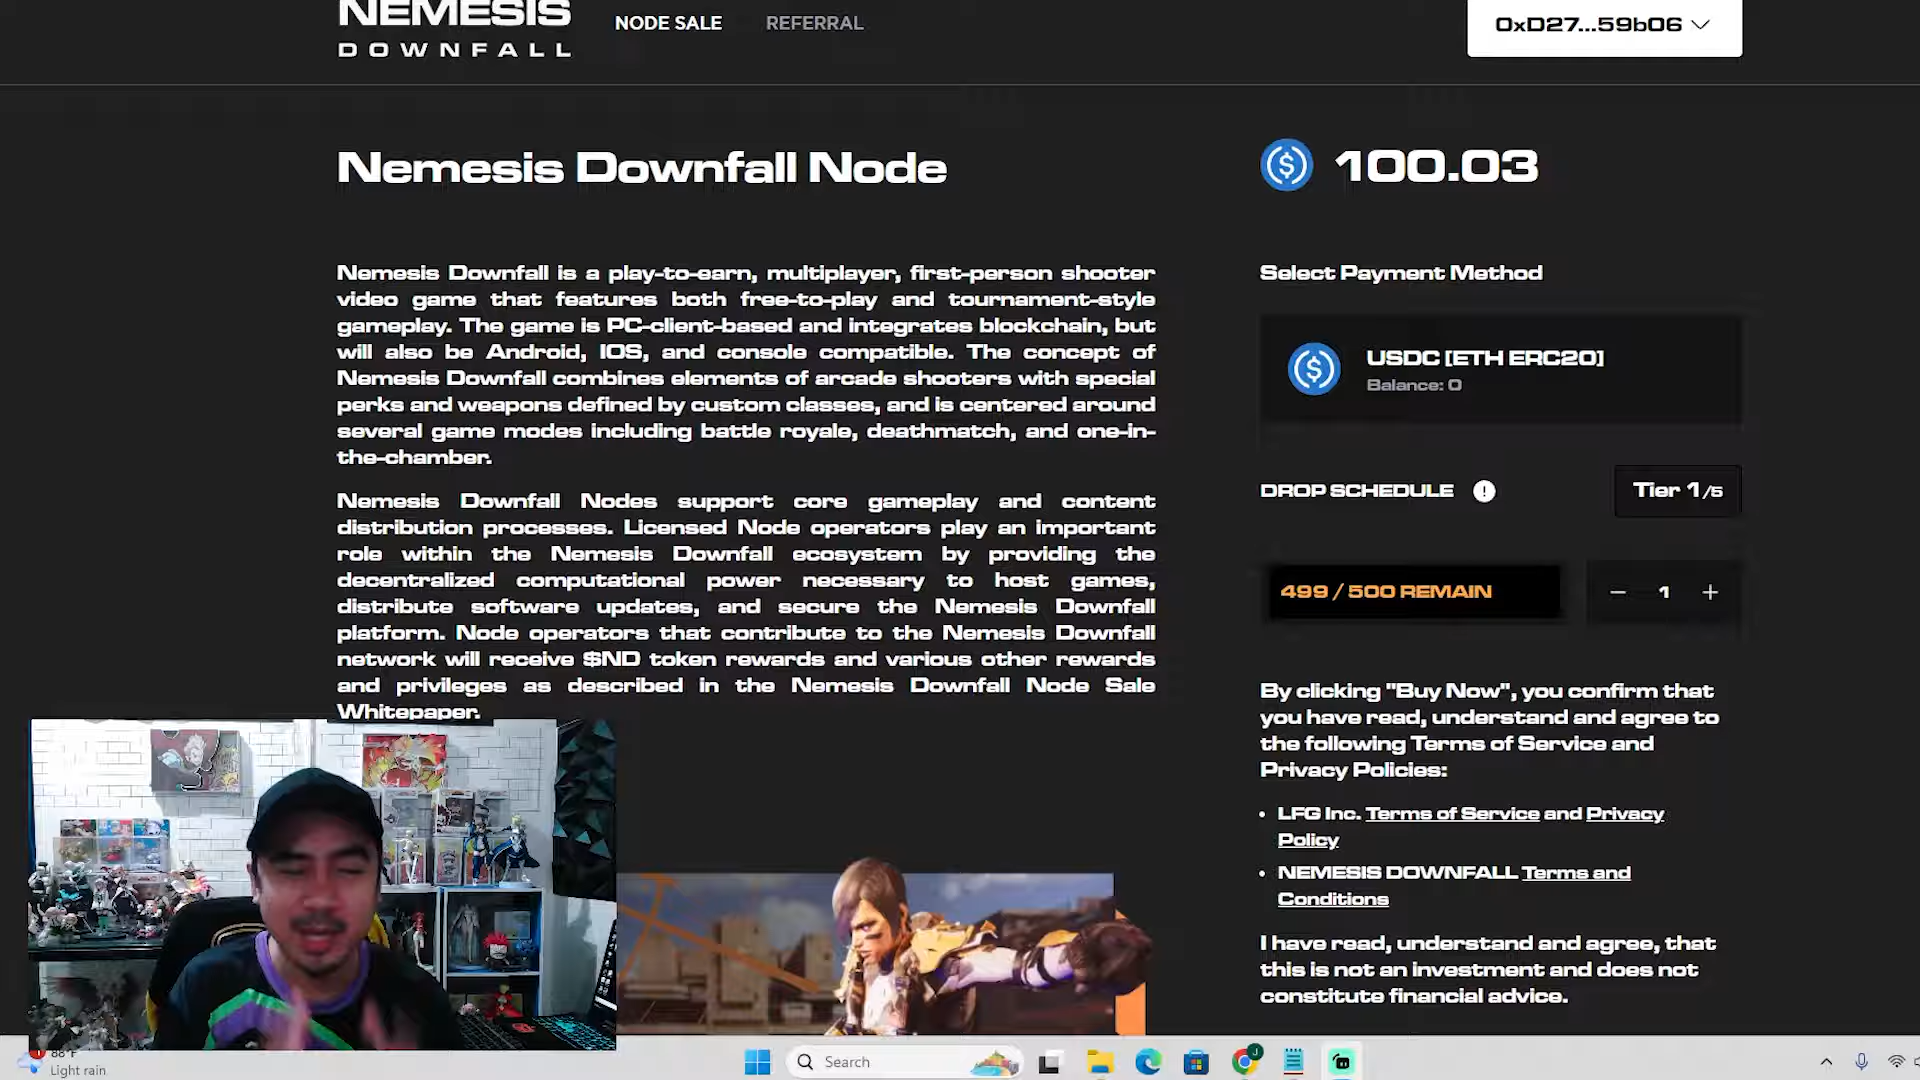 NEMESIS
DOWNFALL
NODE SALE
REFERRAL
0xD27...59b06
Nemesis Downfall Node
100.03
Nemesis Downfall is a play-to-earn, multiplayer, first-person shooter
video game that features both free-to-play and tournament-style
gameplay. The game is PC-client-based and integrates blockchain, but
will also be Android, IOS, and console compatible. The concept of
Nemesis Downfall combines elements of arcade shooters with special
perks and weapons defined by custom classes, and is centered around
several game modes including battle royale, deathmatch, and one-in-
the-chamber.
Nemesis Downfall Nodes support core gameplay and content
distribution processes. Licensed Node operators play an important
role within the Nemesis Downfall ecosystem by providing the
decentralized computational power necessary to host games,
distribute software updates, and secure the Nemesis Downfall
platform. Node operators that contribute to the Nemesis Downfall
network will receive $ND token rewards and various other rewards
and privileges as described in the Nemesis Downfall Node Sale
Whitepaper.
Select Payment Method
USDC [ETH ERC20]
Balance: 0
DROP SCHEDULE
Tier 1/5
499 / 500 REMAIN
− 1 +
By clicking "Buy Now", you confirm that
you have read, understand and agree to
the following Terms of Service and
Privacy Policies:
• LFG Inc. Terms of Service and Privacy
Policy
• NEMESIS DOWNFALL Terms and
Conditions
I have read, understand and agree, that
this is not an investment and does not
constitute financial advice.
88°F
Light rain
Search